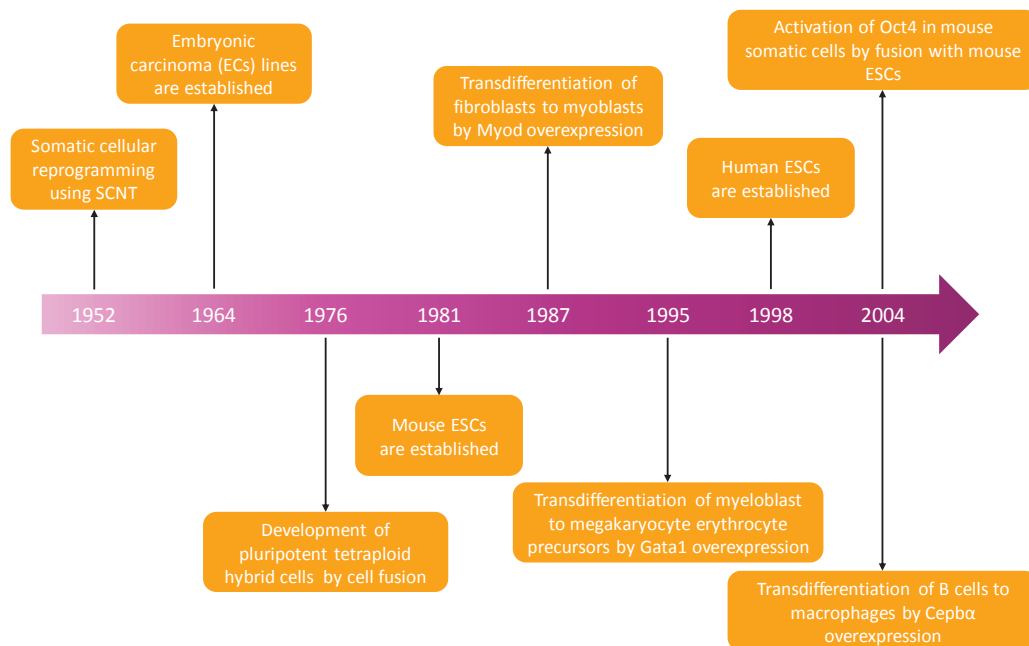 Embryonic
carcinoma (ECs) lines
are established
Activation of Oct4 in mouse
somatic cells by fusion with mouse
ESCs
Transdifferentiation of
fibroblasts to myoblasts
by Myod overexpression
Somatic cellular
reprogramming
using SCNT
Human ESCs
are established
1952 1964 1976 1981 1987 1995 1998 2004
Mouse ESCs
are established
Development of
pluripotent tetraploid
hybrid cells by cell fusion
Transdifferentiation of myeloblast
to megakaryocyte erythrocyte
precursors by Gata1 overexpression
Transdifferentiation of B cells to
macrophages by Cepbα
overexpression